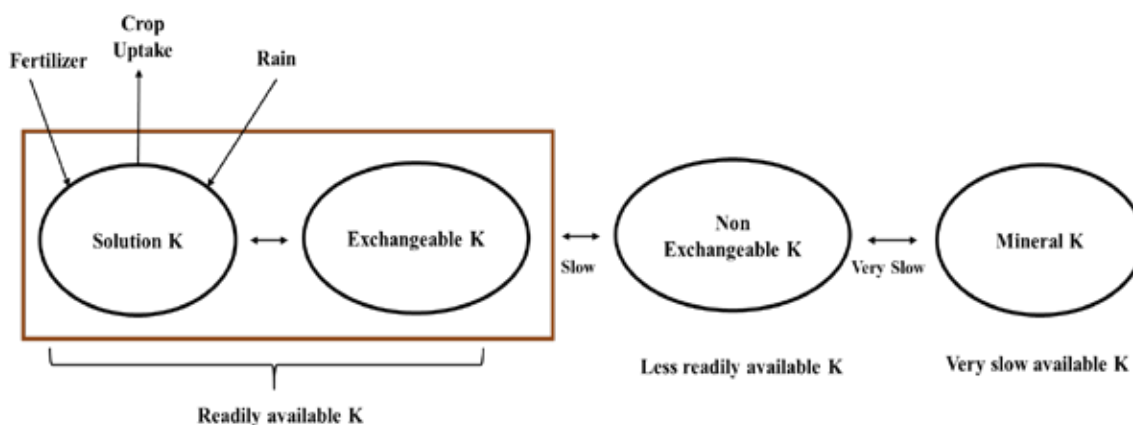 Crop
Uptake
Fertilizer
Rain
Solution K
Exchangeable K
Slow
Non
Exchangeable K
Very Slow
Mineral K
Readily available K
Less readily available K
Very slow available K